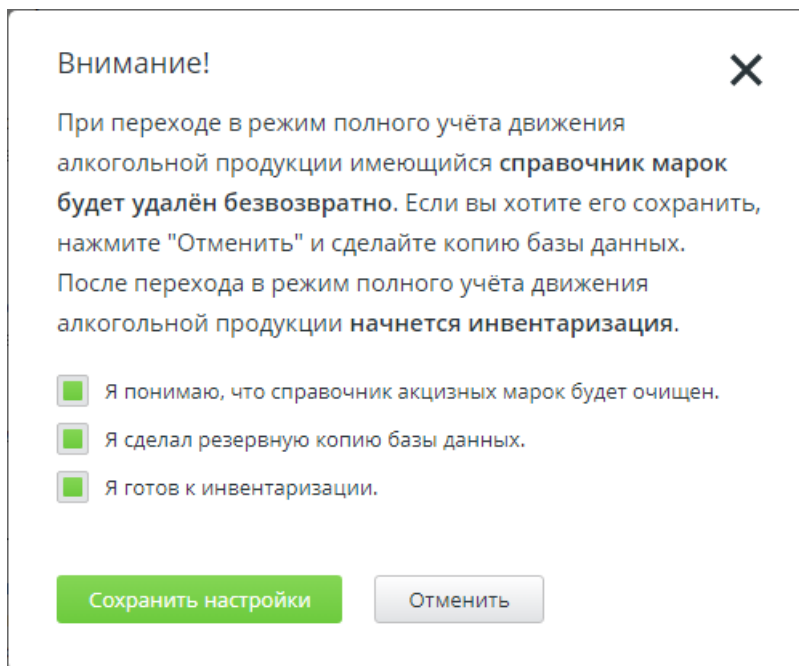 Внимание!
При переходе в режим полного учёта движения
алкогольной продукции имеющийся справочник марок
будет удалён безвозвратно. Если вы хотите его сохранить,
нажмите "Отменить" и сделайте копию базы данных.
После перехода в режим полного учёта движения
алкогольной продукции начнется инвентаризация.
Я понимаю, что справочник акцизных марок будет очищен.
Я сделал резервную копию базы данных.
Я готов к инвентаризации.
Сохранить настройки
Отменить